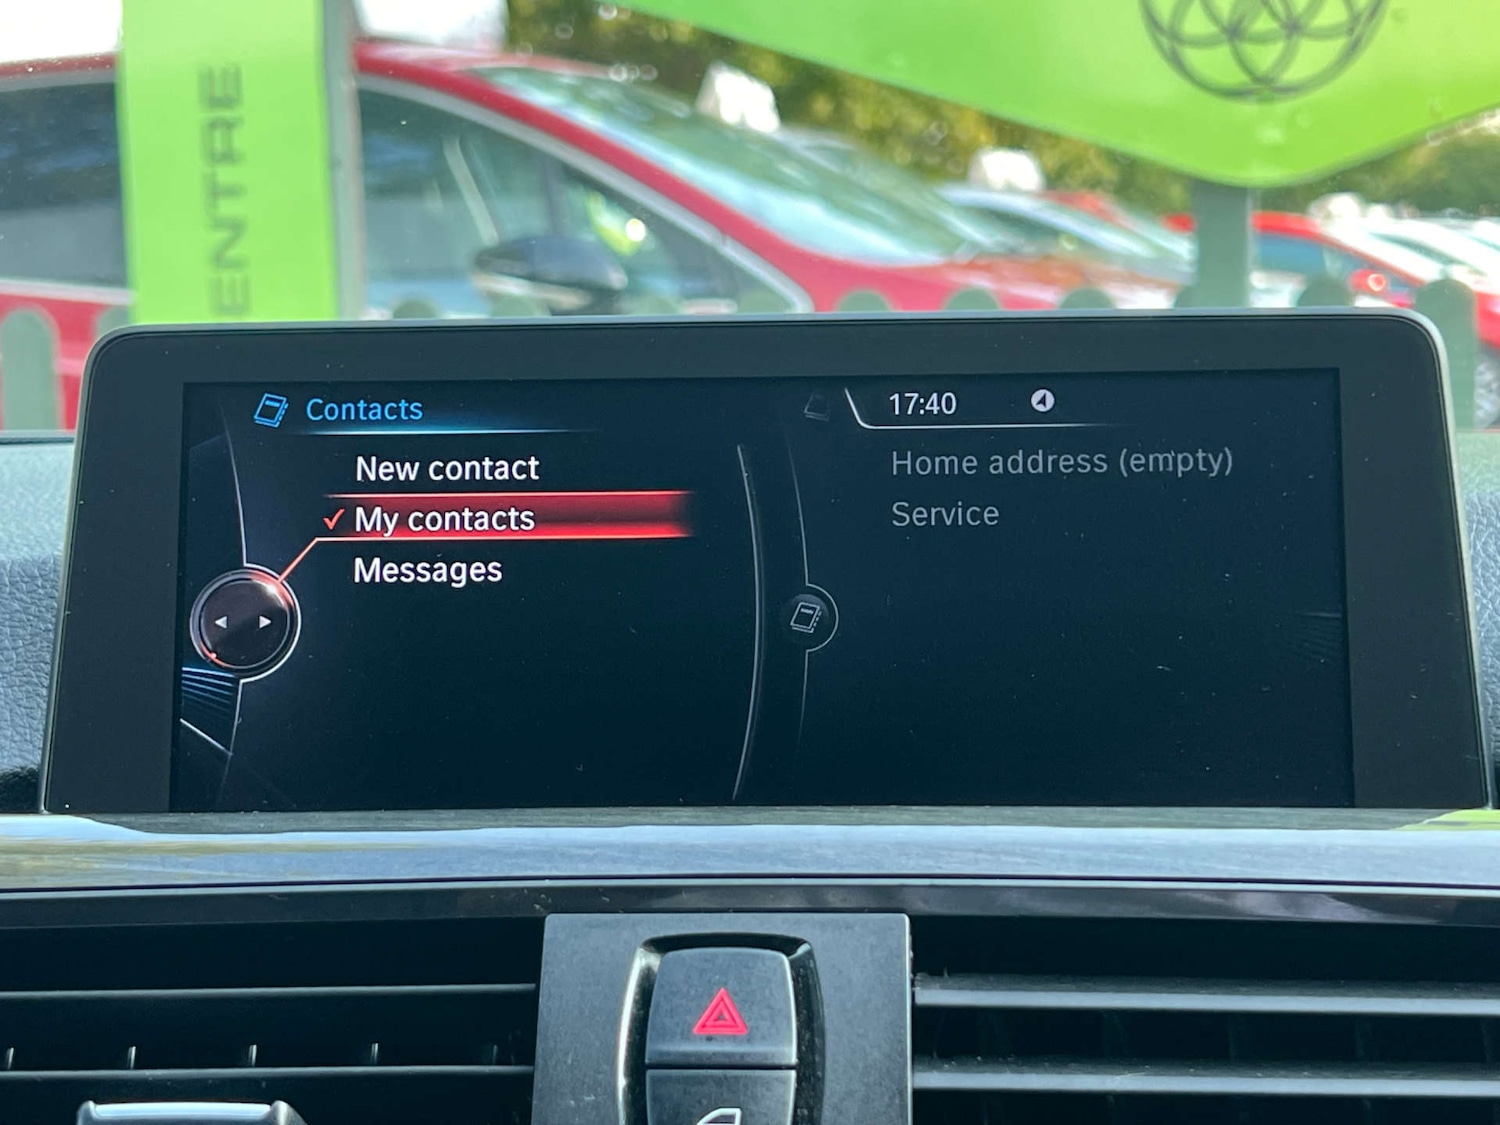 ENTRE
Contacts
17:40
New contact
My contacts
Messages
Home address (empty)
Service